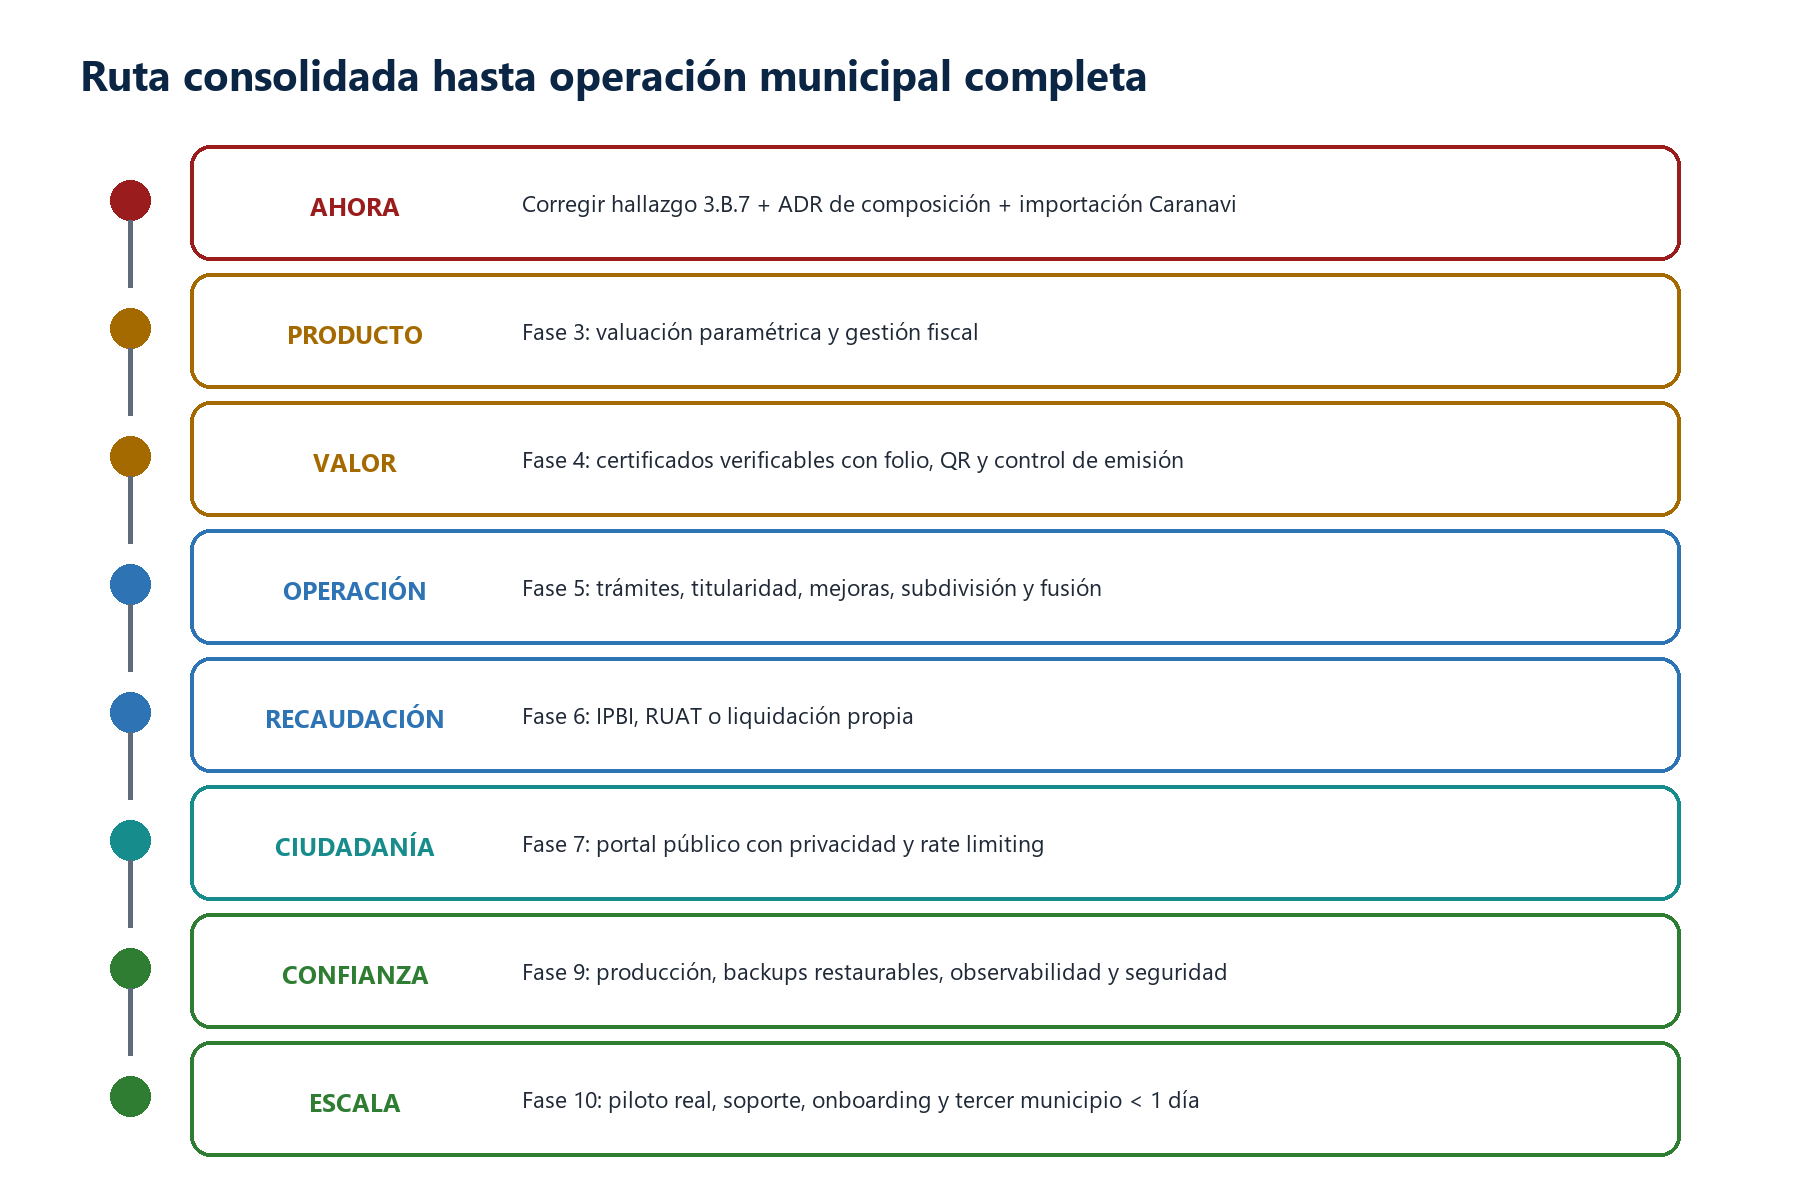 Ruta consolidada hasta operación municipal completa
AHORA Corregir hallazgo 3.B.7 + ADR de composición + importación Caranavi
PRODUCTO Fase 3: valuación paramétrica y gestión fiscal
VALOR Fase 4: certificados verificables con folio, QR y control de emisión
OPERACIÓN Fase 5: trámites, titularidad, mejoras, subdivisión y fusión
RECAUDACIÓN Fase 6: IPBI, RUAT o liquidación propia
CIUDADANÍA Fase 7: portal público con privacidad y rate limiting
CONFIANZA Fase 9: producción, backups restaurables, observabilidad y seguridad
ESCALA Fase 10: piloto real, soporte, onboarding y tercer municipio < 1 día